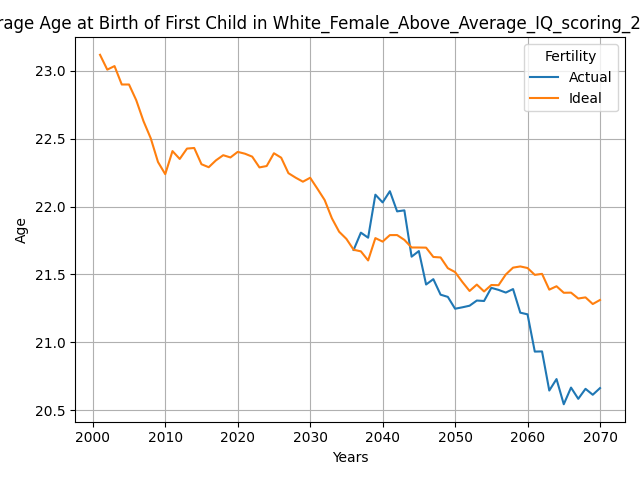 rage Age at Birth of First Child in White_Female_Above_Average_IQ_scoring_2
Fertility
Actual
Ideal
Age
23.0
22.5
22.0
21.5
21.0
20.5
2000 2010 2020 2030 2040 2050 2060 2070
Years